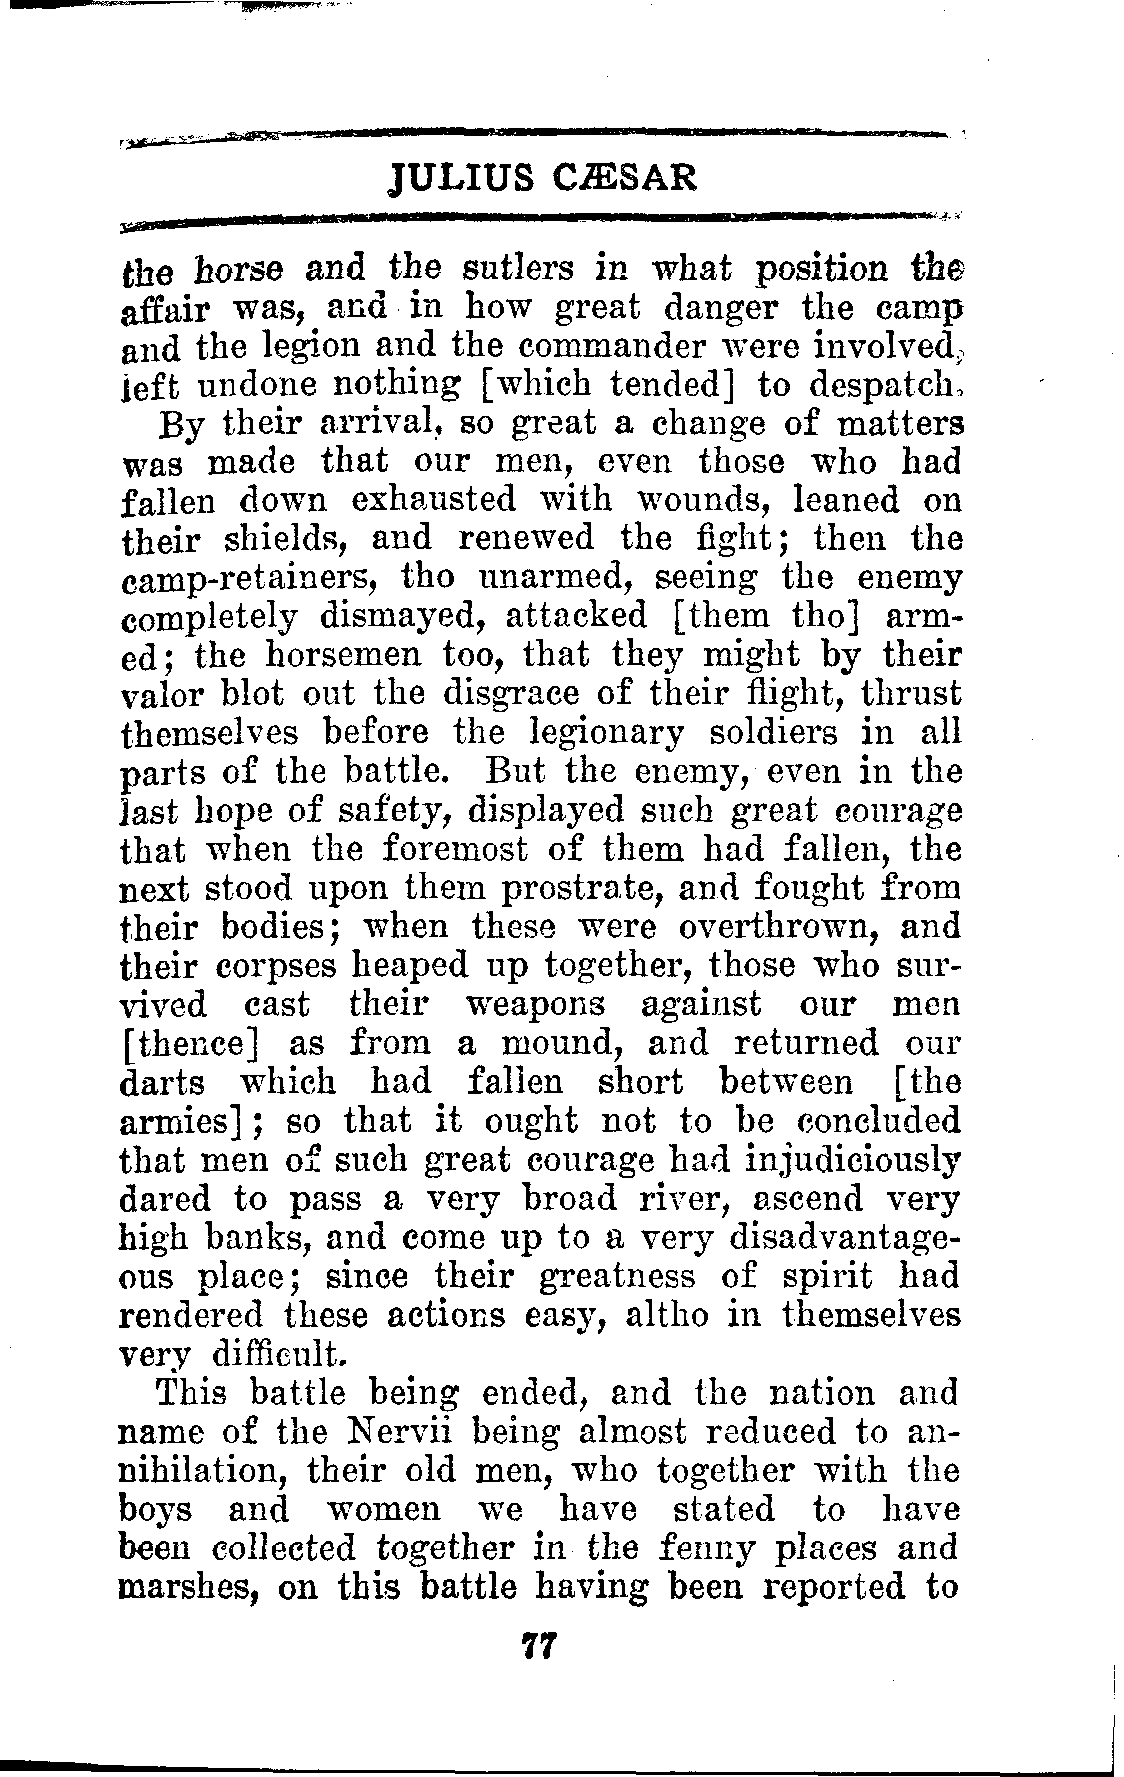 JULIUS CÆSAR
the horse and the sutlers in what position the
affair was, and in how great danger the camp
and the legion and the commander were involved,
left undone nothing [which tended] to despatch.
By their arrival, so great a change of matters
was made that our men, even those who had
fallen down exhausted with wounds, leaned on
their shields, and renewed the fight; then the
camp-retainers, tho unarmed, seeing the enemy
completely dismayed, attacked [them tho] arm-
ed; the horsemen too, that they might by their
valor blot out the disgrace of their flight, thrust
themselves before the legionary soldiers in all
parts of the battle. But the enemy, even in the
last hope of safety, displayed such great courage
that when the foremost of them had fallen, the
next stood upon them prostrate, and fought from
their bodies; when these were overthrown, and
their corpses heaped up together, those who sur-
vived cast their weapons against our men
[thence] as from a mound, and returned our
darts which had fallen short between [the
armies]; so that it ought not to be concluded
that men of such great courage had injudiciously
dared to pass a very broad river, ascend very
high banks, and come up to a very disadvantage-
ous place; since their greatness of spirit had
rendered these actions easy, altho in themselves
very difficult.
This battle being ended, and the nation and
name of the Nervii being almost reduced to an-
nihilation, their old men, who together with the
boys and women we have stated to have
been collected together in the fenny places and
marshes, on this battle having been reported to
77